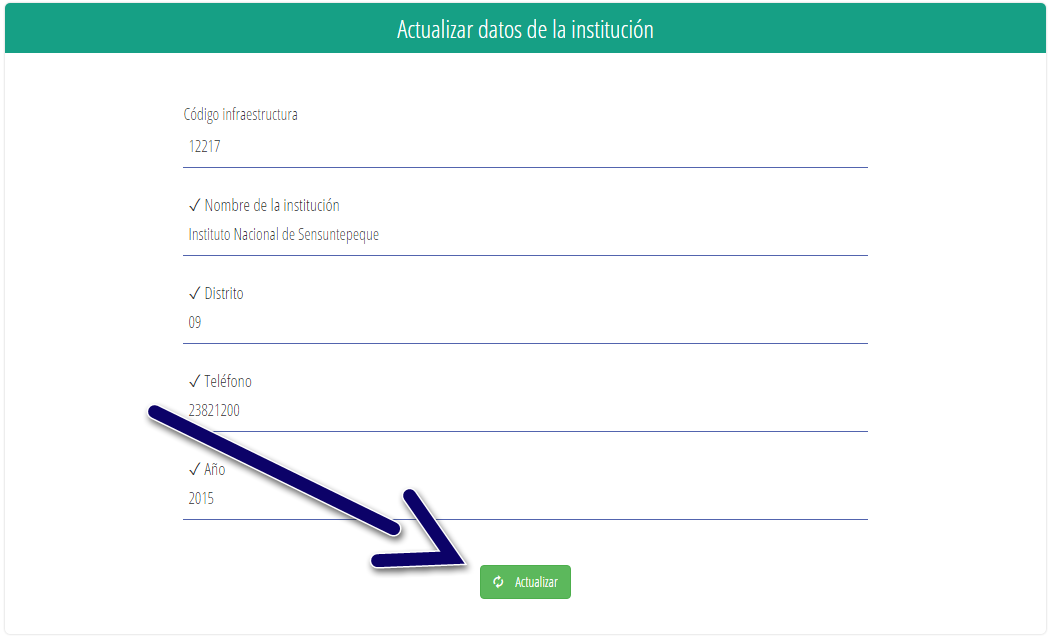 Actualizar datos de la institución
Código infraestructura
12217
✓ Nombre de la institución
Instituto Nacional de Sensuntepeque
✓ Distrito
09
✓ Teléfono
23821200
✓ Año
2015
Actualizar